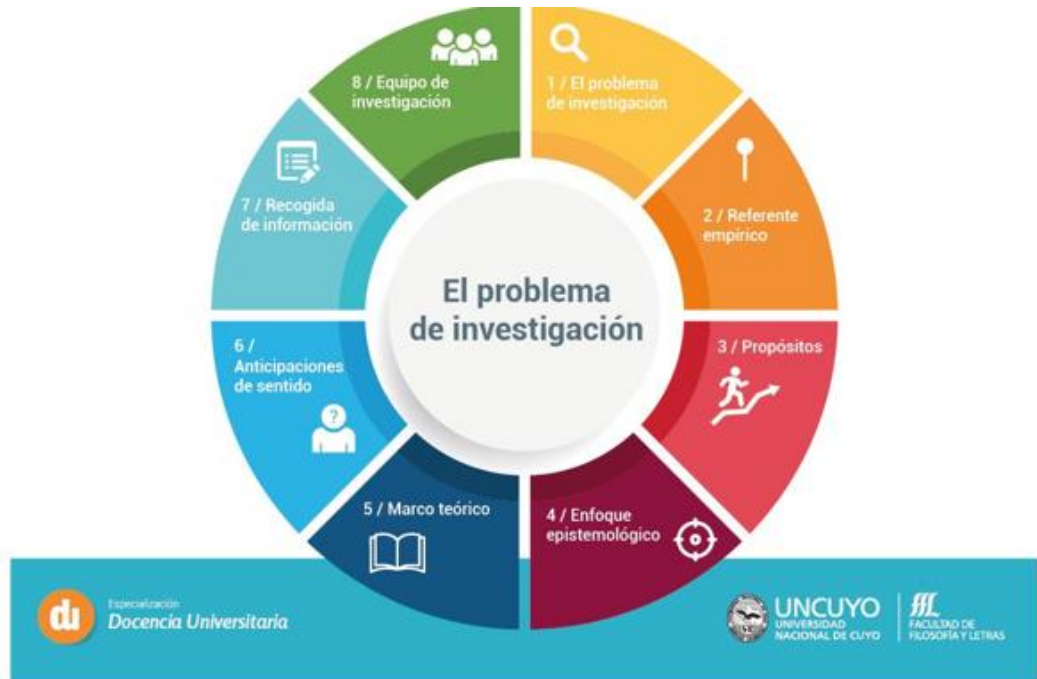 El problema
de investigación
1 / El problema
de investigación
2 / Referente
empírico
3 / Propósitos
4 / Enfoque
epistemológico
5 / Marco teórico
6 /
Anticipaciones
de sentido
?
7 / Recogida
de información
8 / Equipo de
investigación
du
Especialización
Docencia Universitaria
UNCUYO
UNIVERSIDAD
NACIONAL DE CUYO
FACULTAD DE
FILOSOFÍA Y LETRAS